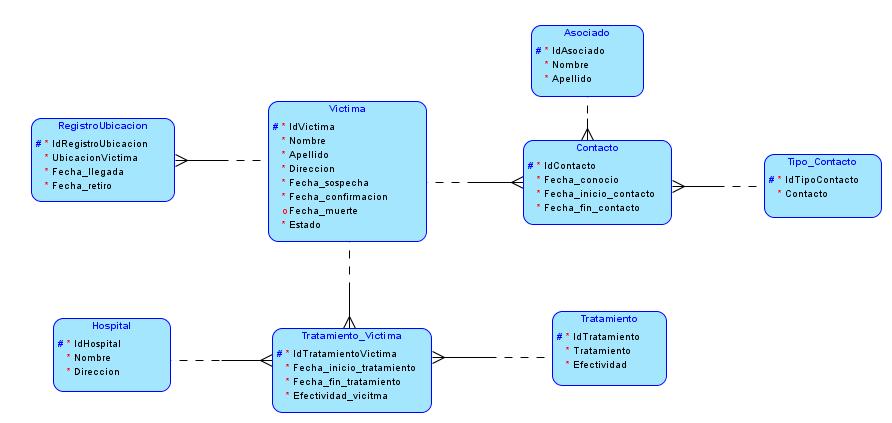 Asociado
# * IdAsociado
* Nombre
* Apellido
Victima
# * IdVictima
* Nombre
* Apellido
* Direccion
* Fecha_sospecha
* Fecha_confirmacion
o Fecha_muerte
* Estado
RegistroUbicacion
# * IdRegistroUbicacion
* UbicacionVictima
* Fecha_llegada
* Fecha_retiro
Contacto
# * IdContacto
* Fecha_conocio
* Fecha_inicio_contacto
* Fecha_fin_contacto
Tipo_Contacto
# * IdTipoContacto
* Contacto
Hospital
# * IdHospital
* Nombre
* Direccion
Tratamiento_Victima
# * IdTratamientoVictima
* Fecha_inicio_tratamiento
* Fecha_fin_tratamiento
* Efectividad_vicitma
Tratamiento
# * IdTratamiento
* Tratamiento
* Efectividad